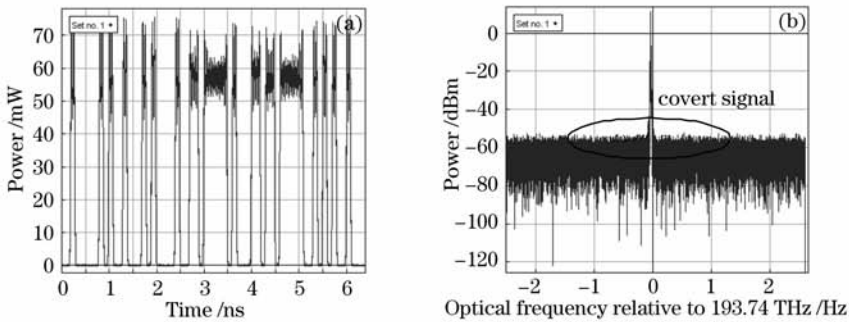 Set no. 1
(a)
Power /mW
70
60
50
40
30
20
10
0
0 1 2 3 4 5 6
Time /ns
Set no. 1
(b)
covert signal
Power /dBm
0
−20
−40
−60
−80
−100
−120
−2 −1 0 1 2
Optical frequency relative to 193.74 THz /Hz